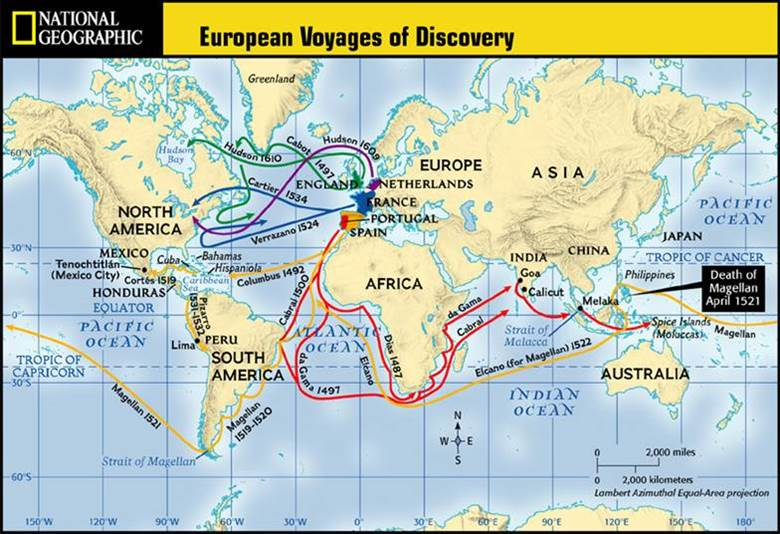 NATIONAL
GEOGRAPHIC
European Voyages of Discovery
Greenland
Hudson
Bay
60°N
Hudson 1610
Cabot
1497
Hudson 1609
EUROPE
ASIA
ENGLAND
NETHERLANDS
Cartier 1534
FRANCE
NORTH
AMERICA
PORTUGAL
SPAIN
PACIFIC
OCEAN
Verrazano 1524
JAPAN
30°N
MEXICO
Tenochtitlán
(Mexico City)
Cuba
Bahamas
Hispaniola
INDIA
CHINA
TROPIC OF CANCER
Goa
Philippines
Cortés 1519
Caribbean
Sea
Columbus 1492
AFRICA
Calicut
Death of
Magellan
April 1521
HONDURAS
Cabral 1500
da Gama
Melaka
EQUATOR
0°
Pizarro
1531-1533
Cabral
Strait of
Malacca
Spice Islands
(Moluccas)
Magellan
PACIFIC
OCEAN
Lima
PERU
ATLANTIC
OCEAN
Dias 1487
TROPIC OF
CAPRICORN
SOUTH
AMERICA
Elcano
Elcano (for Magellan) 1522
AUSTRALIA
30°S
da Gama 1497
INDIAN
OCEAN
Magellan 1521
Magellan
1519-1520
N
W
E
S
Strait of Magellan
0
2,000 miles
60°S
0
2,000 kilometers
Lambert Azimuthal Equal-Area projection
150°W
120°W
90°W
60°W
30°W
0°
30°E
60°E
90°E
120°E
150°E